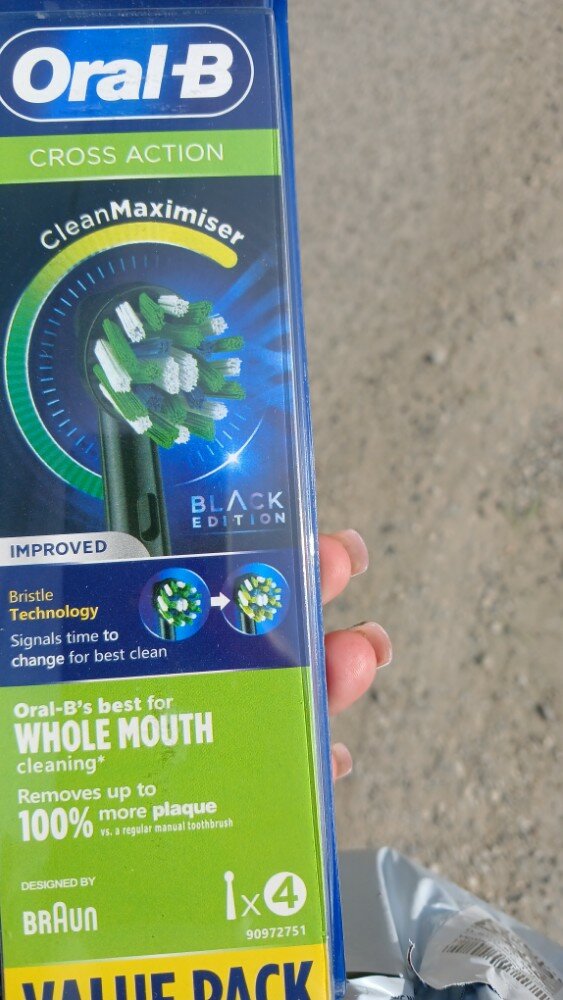 Oral-B
CROSS ACTION
CleanMaximiser
BLACK
EDITION
IMPROVED
Bristle
Technology
Signals time to
change for best clean
Oral-B's best for
WHOLE MOUTH
cleaning*
Removes up to
100% more plaque
vs. a regular manual toothbrush
DESIGNED BY
BRAUN
x4
90972751
VALUE PACK